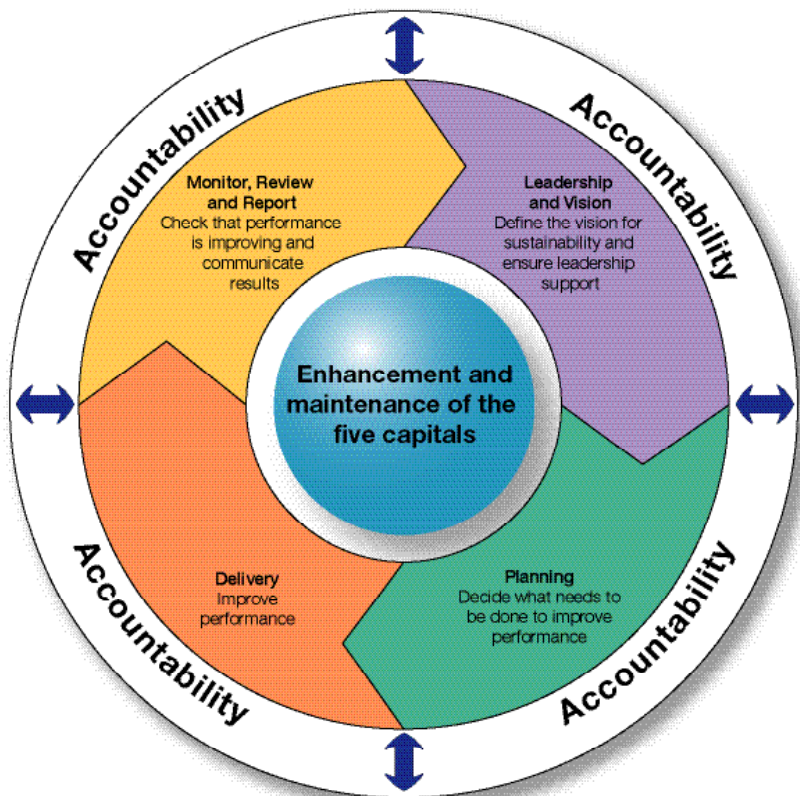 Accountability
Accountability
Monitor, Review
and Report
Check that performance
is improving and
communicate
results
Leadership
and Vision
Define the vision for
sustainability and
ensure leadership
support
Enhancement and
maintenance of the
five capitals
Delivery
Improve
performance
Planning
Decide what needs to
be done to improve
performance
Accountability
Accountability